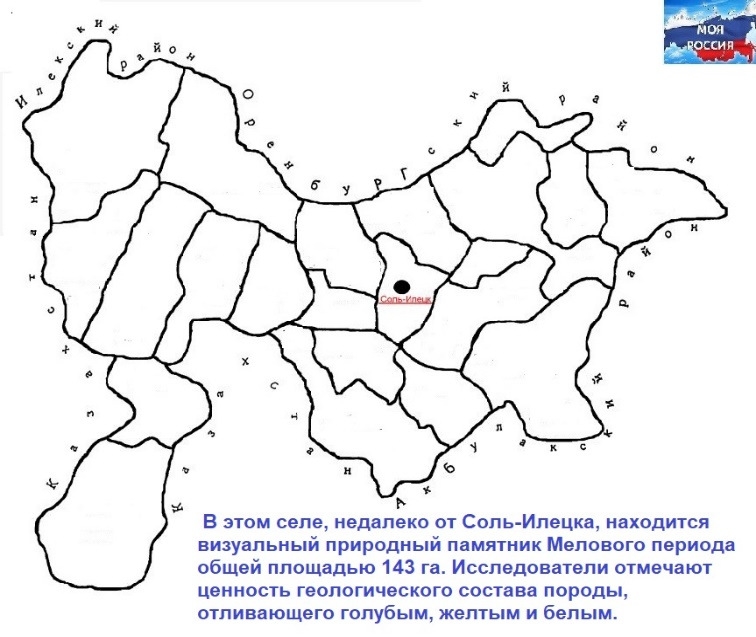 МОЯ
РОССИЯ
Илекский район
Оренбургский район
Соль-Илецк
район
Казахстан
Казахстан
Акбулакский
В этом селе, недалеко от Соль-Илецка, находится
визуальный природный памятник Мелового периода
общей площадью 143 га. Исследователи отмечают
ценность геологического состава породы,
отливающего голубым, желтым и белым.